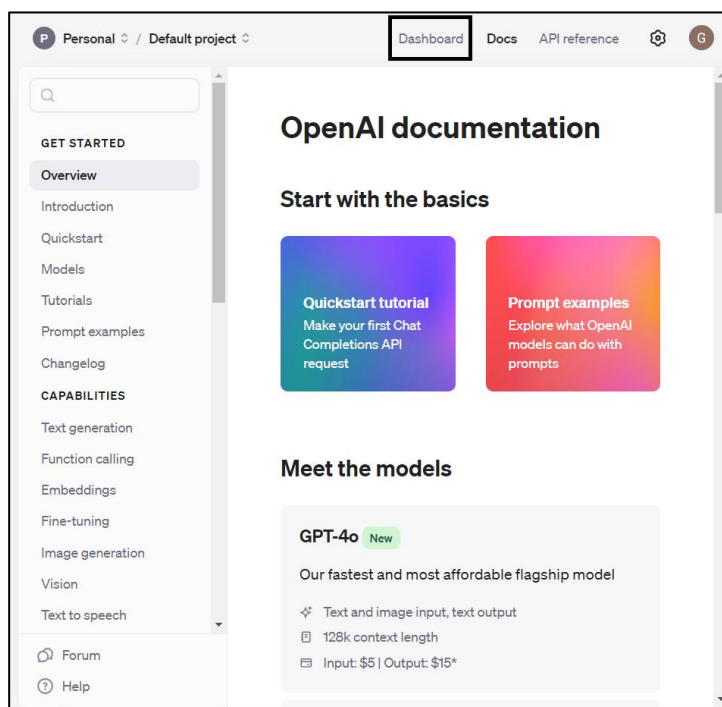 P Personal / Default project
Dashboard Docs API reference G
GET STARTED
Overview
Introduction
Quickstart
Models
Tutorials
Prompt examples
Changelog
CAPABILITIES
Text generation
Function calling
Embeddings
Fine-tuning
Image generation
Vision
Text to speech
Forum
Help
OpenAI documentation
Start with the basics
Quickstart tutorial
Make your first Chat
Completions API
request
Prompt examples
Explore what OpenAI
models can do with
prompts
Meet the models
GPT-4o New
Our fastest and most affordable flagship model
Text and image input, text output
128k context length
Input: $5 | Output: $15*